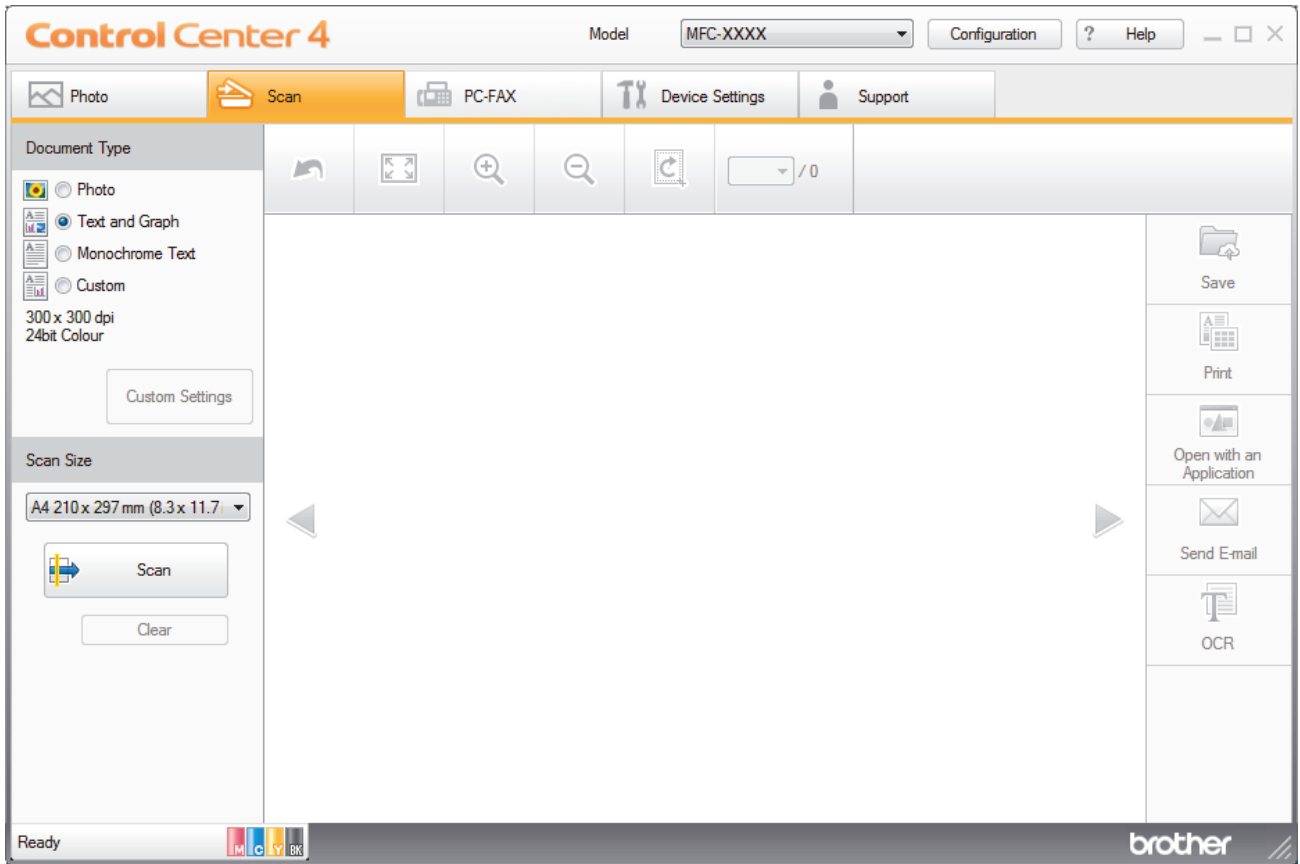 Control Center 4
Model
MFC-XXXX
Configuration
? Help
Photo
Scan
PC-FAX
Device Settings
Support
Document Type
Photo
Text and Graph
Monochrome Text
Custom
300 x 300 dpi
24bit Colour
Custom Settings
Scan Size
A4 210 x 297 mm (8.3 x 11.7
Scan
Clear
/ 0
Save
Print
Open with an
Application
Send E-mail
OCR
Ready
M C Y BK
brother